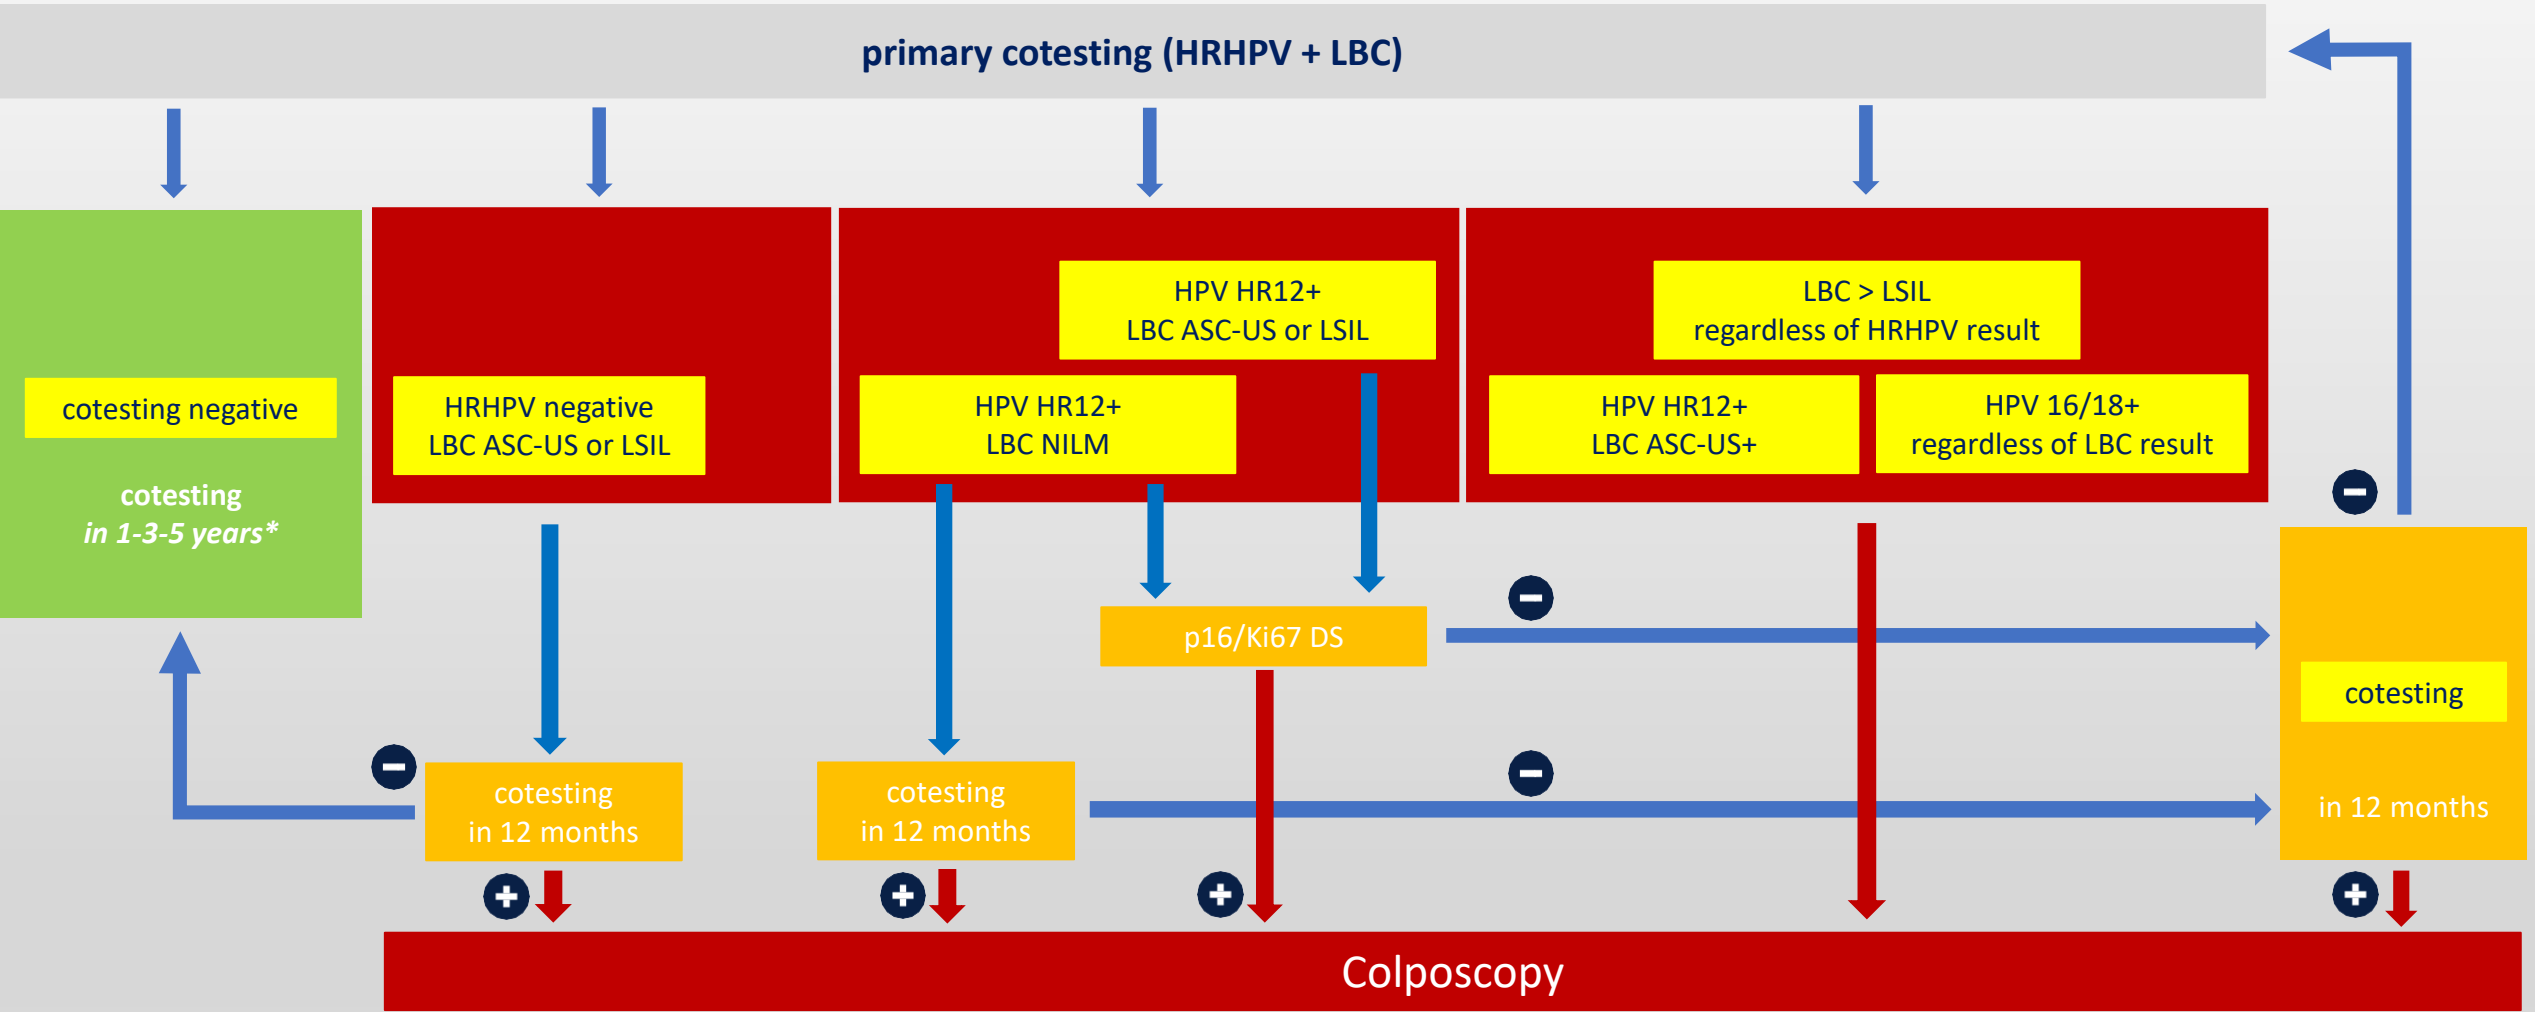 primary cotesting (HRHPV + LBC)
cotesting negative
cotesting
in 1-3-5 years*
HRHPV negative
LBC ASC-US or LSIL
HPV HR12+
LBC ASC-US or LSIL
HPV HR12+
LBC NILM
LBC > LSIL
regardless of HRHPV result
HPV HR12+
LBC ASC-US+
HPV 16/18+
regardless of LBC result
p16/Ki67 DS
cotesting
in 12 months
cotesting
in 12 months
cotesting
in 12 months
Colposcopy